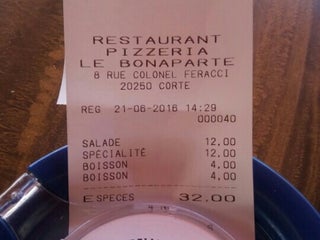 RESTAURANT
PIZZERIA
LE BONAPARTE
8 RUE COLONEL FERACCI
20250 CORTE
REG 21-06-2016 14:29
000040
SALADE 12.00
SPÉCIALITÉ 12.00
BOISSON 4.00
BOISSON 4.00
ESPECES 32.00